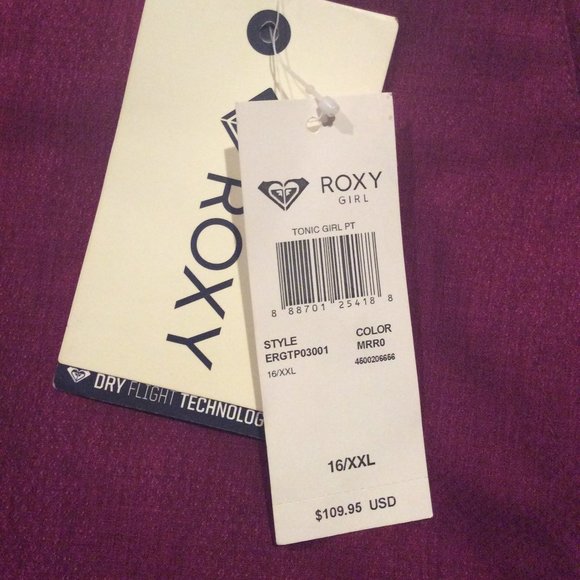 ROXY
DRY FLIGHT TECHNOLOG
ROXY
GIRL
TONIC GIRL PT
8 88701 25418 8
STYLE
ERGTP03001
16/XXL
COLOR
MRR0
4500206666
16/XXL
$109.95 USD